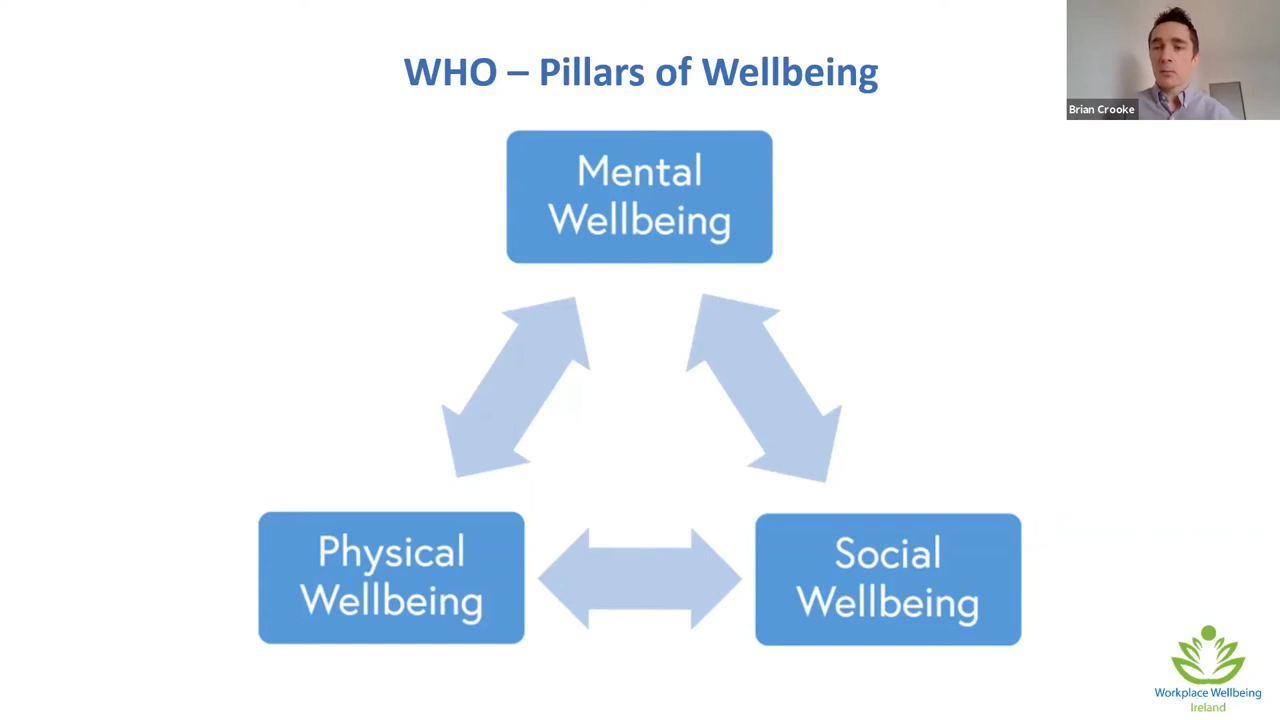 WHO – Pillars of Wellbeing
Brian Crooke
Mental
Wellbeing
Physical
Wellbeing
Social
Wellbeing
Workplace Wellbeing
Ireland